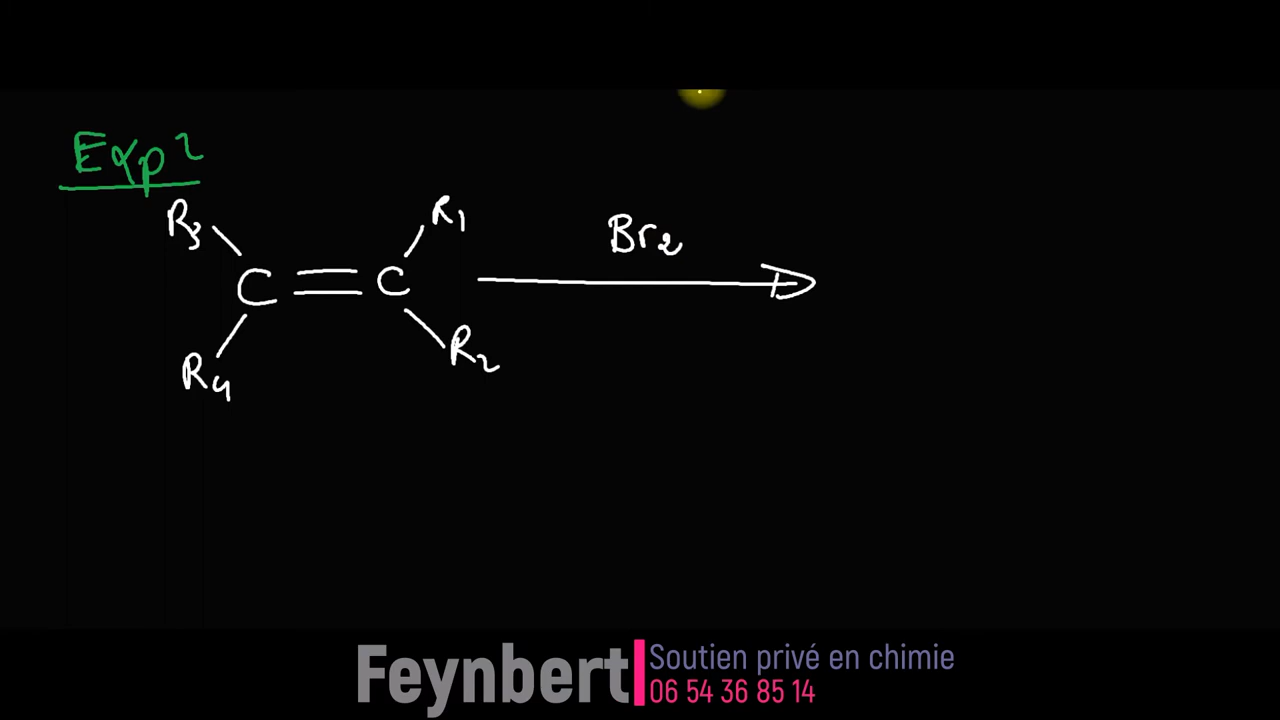 Exp 2
R3 R1
Br2
C = C
R4 R2
Feynbert
Soutien privé en chimie
06 54 36 85 14